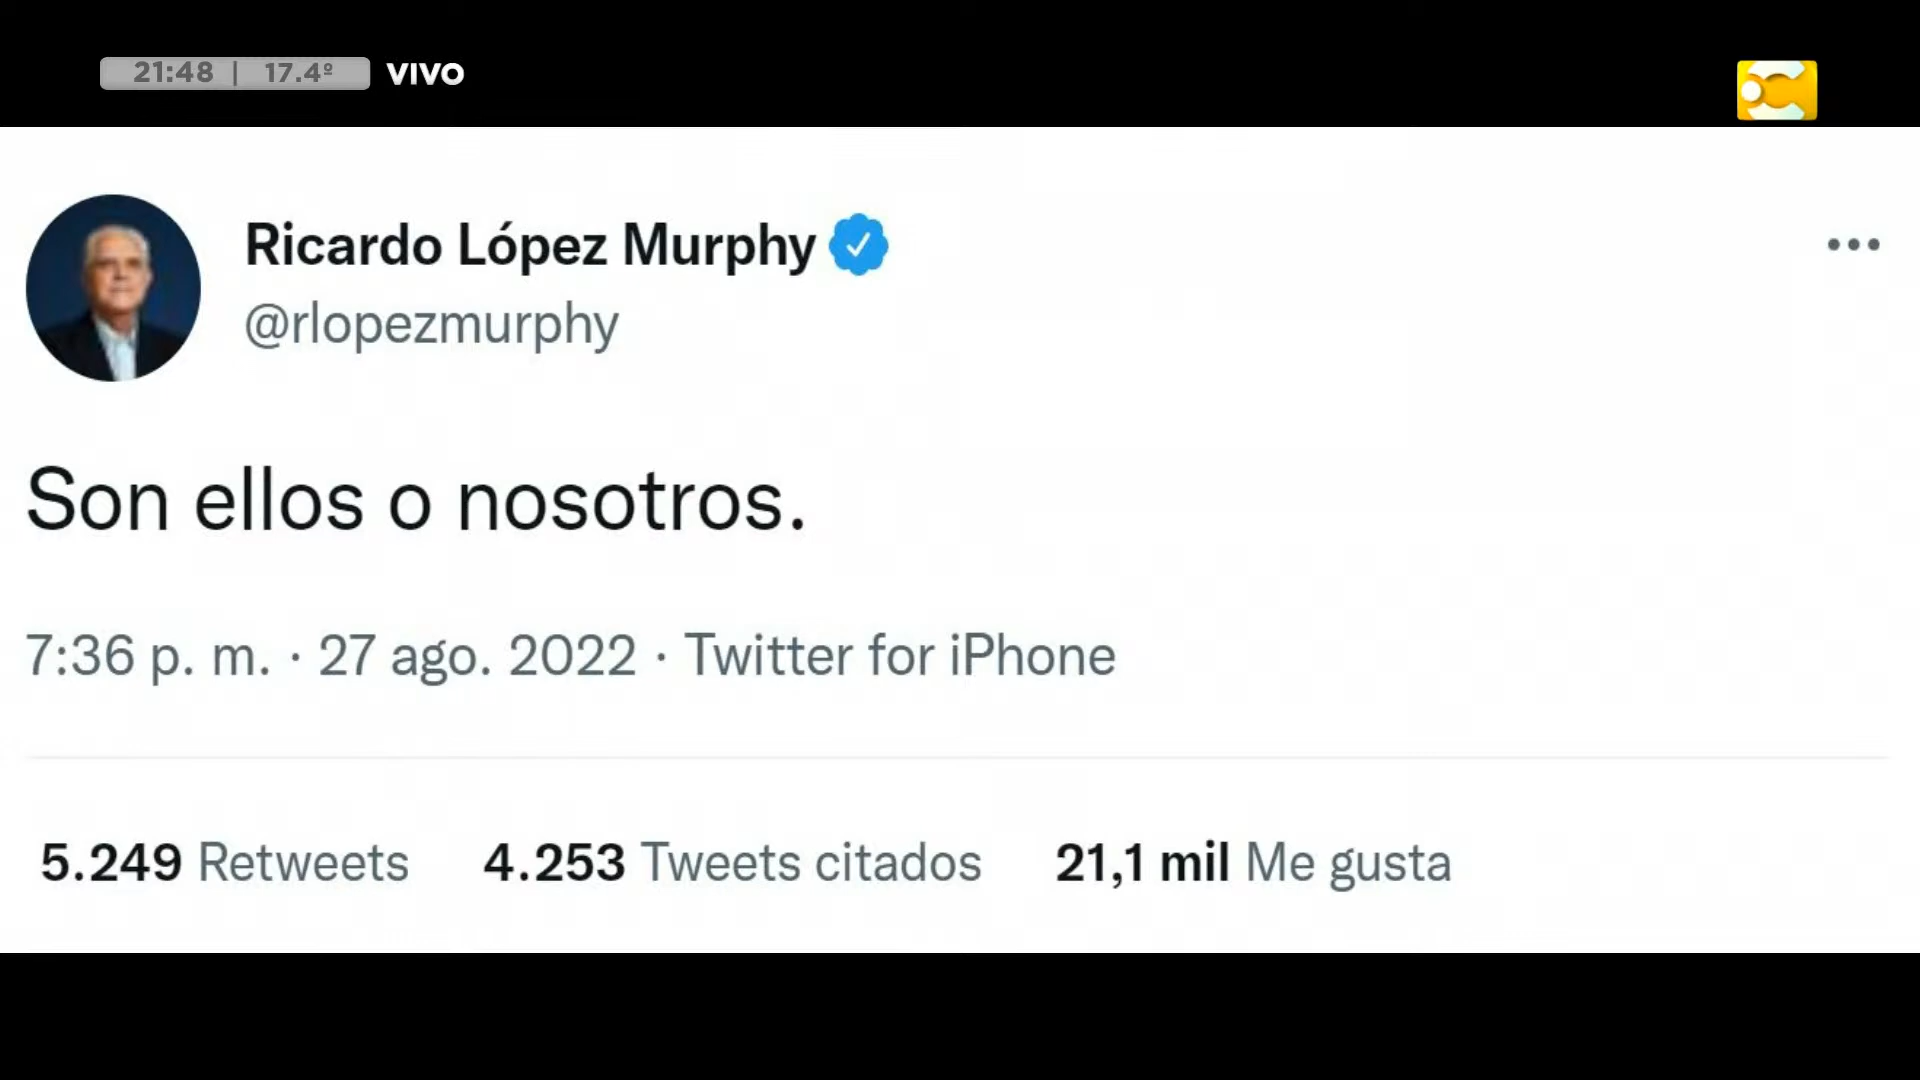 21:48 | 17.4º VIVO
Ricardo López Murphy
@rlopezmurphy
Son ellos o nosotros.
7:36 p. m. · 27 ago. 2022 · Twitter for iPhone
5.249 Retweets 4.253 Tweets citados 21,1 mil Me gusta